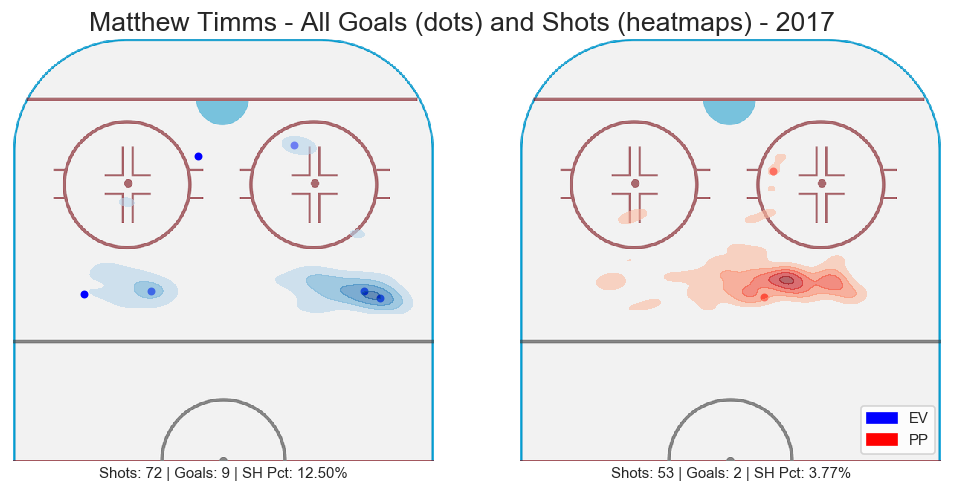 Matthew Timms - All Goals (dots) and Shots (heatmaps) - 2017
EV
PP
Shots: 72 | Goals: 9 | SH Pct: 12.50%
Shots: 53 | Goals: 2 | SH Pct: 3.77%